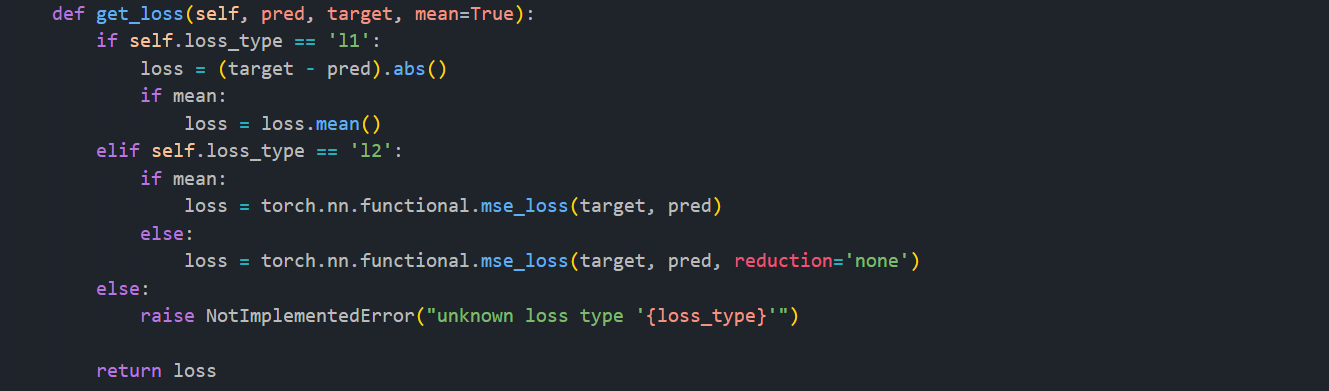 def get_loss(self, pred, target, mean=True):
    if self.loss_type == 'l1':
        loss = (target - pred).abs()
        if mean:
            loss = loss.mean()
    elif self.loss_type == 'l2':
        if mean:
            loss = torch.nn.functional.mse_loss(target, pred)
        else:
            loss = torch.nn.functional.mse_loss(target, pred, reduction='none')
    else:
        raise NotImplementedError("unknown loss type '{loss_type}'")

    return loss